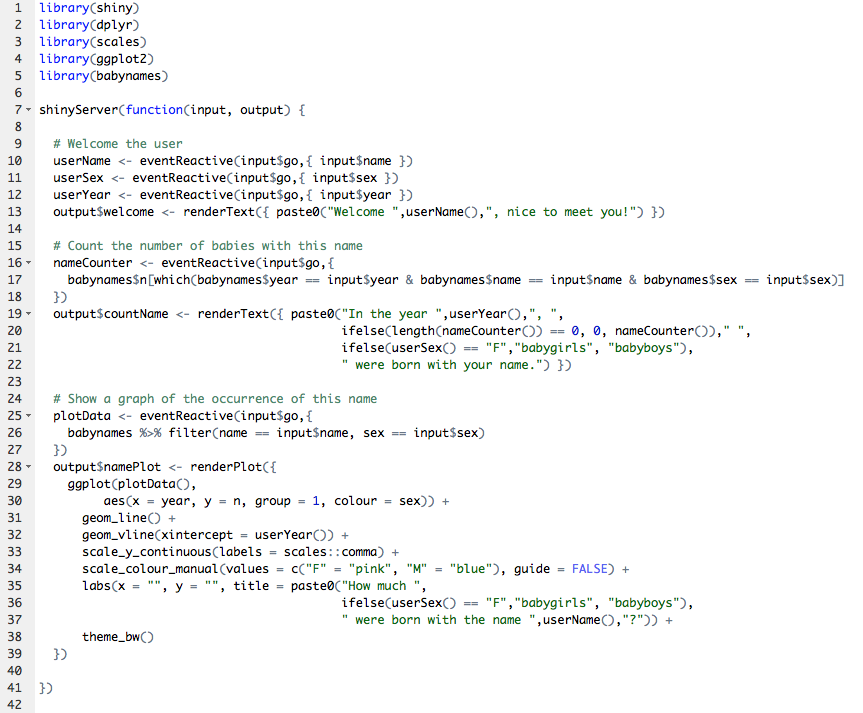 1 library(shiny)
2 library(dplyr)
3 library(scales)
4 library(ggplot2)
5 library(babynames)
6
7 shinyServer(function(input, output) {
8
9   # Welcome the user
10   userName <- eventReactive(input$go,{ input$name })
11   userSex <- eventReactive(input$go,{ input$sex })
12   userYear <- eventReactive(input$go,{ input$year })
13   output$welcome <- renderText({ paste0("Welcome ",userName(),", nice to meet you!") })
14
15   # Count the number of babies with this name
16   nameCounter <- eventReactive(input$go,{
17     babynames$n[which(babynames$year == input$year & babynames$name == input$name & babynames$sex == input$sex)]
18   })
19   output$countName <- renderText({ paste0("In the year ",userYear(),", ",
20                                           ifelse(length(nameCounter()) == 0, 0, nameCounter())," ",
21                                           ifelse(userSex() == "F","babygirls", "babyboys"),
22                                           " were born with your name.") })
23
24   # Show a graph of the occurrence of this name
25   plotData <- eventReactive(input$go,{
26     babynames %>% filter(name == input$name, sex == input$sex)
27   })
28   output$namePlot <- renderPlot({
29     ggplot(plotData(),
30          aes(x = year, y = n, group = 1, colour = sex)) +
31       geom_line() +
32       geom_vline(xintercept = userYear()) +
33       scale_y_continuous(labels = scales::comma) +
34       scale_colour_manual(values = c("F" = "pink", "M" = "blue"), guide = FALSE) +
35       labs(x = "", y = "", title = paste0("How much ",
36                                           ifelse(userSex() == "F","babygirls", "babyboys"),
37                                           " were born with the name ",userName(),"?")) +
38       theme_bw()
39   })
40
41 })
42